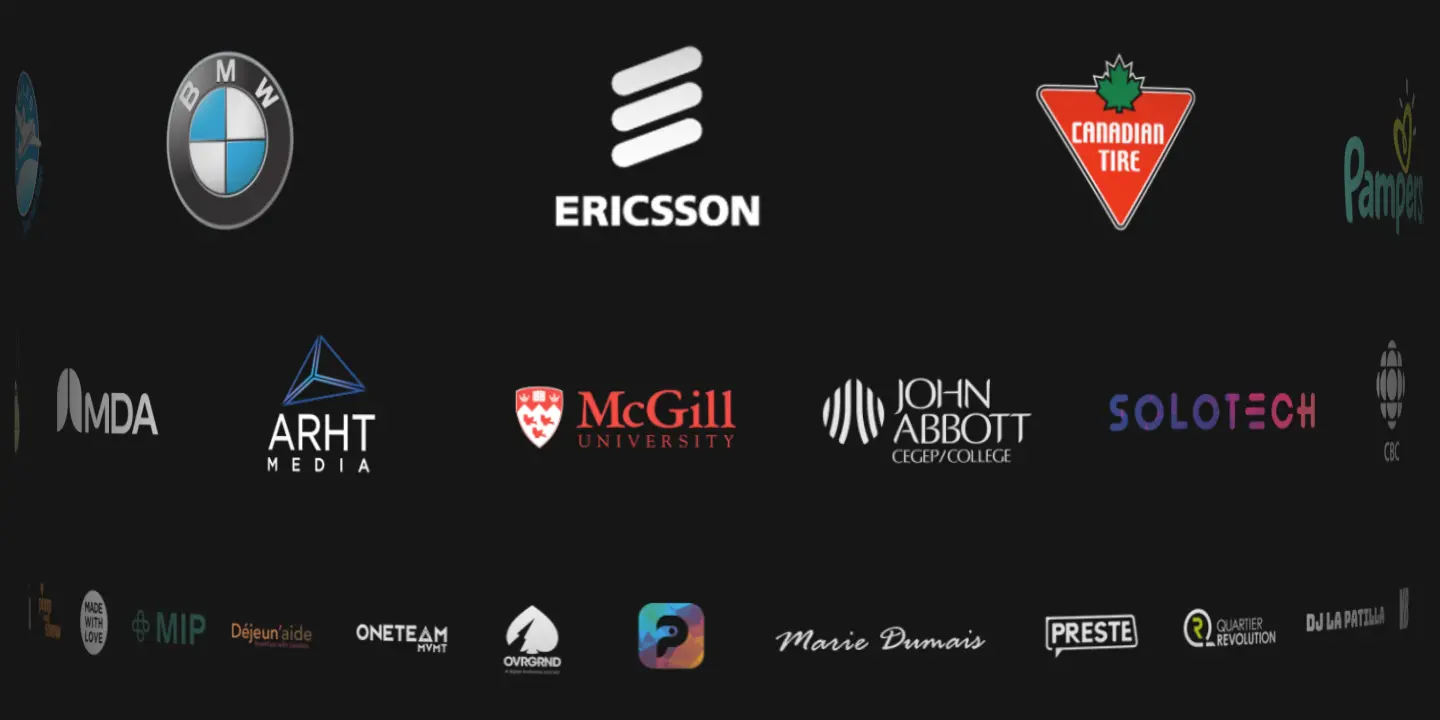 BMW
ERICSSON
CANADIAN
TIRE
Pampers
MDA
ARHT
MEDIA
McGill
UNIVERSITY
JOHN
ABBOTT
CEGEP/COLLEGE
SOLOTECH
CBC
MADE
WITH
LOVE
MIP
Déjeun'aide
ONETEAM
MVMT
OVRGRND
Marie Dumais
PRESTE
QUARTIER
REVOLUTION
DJ LA PATILLA